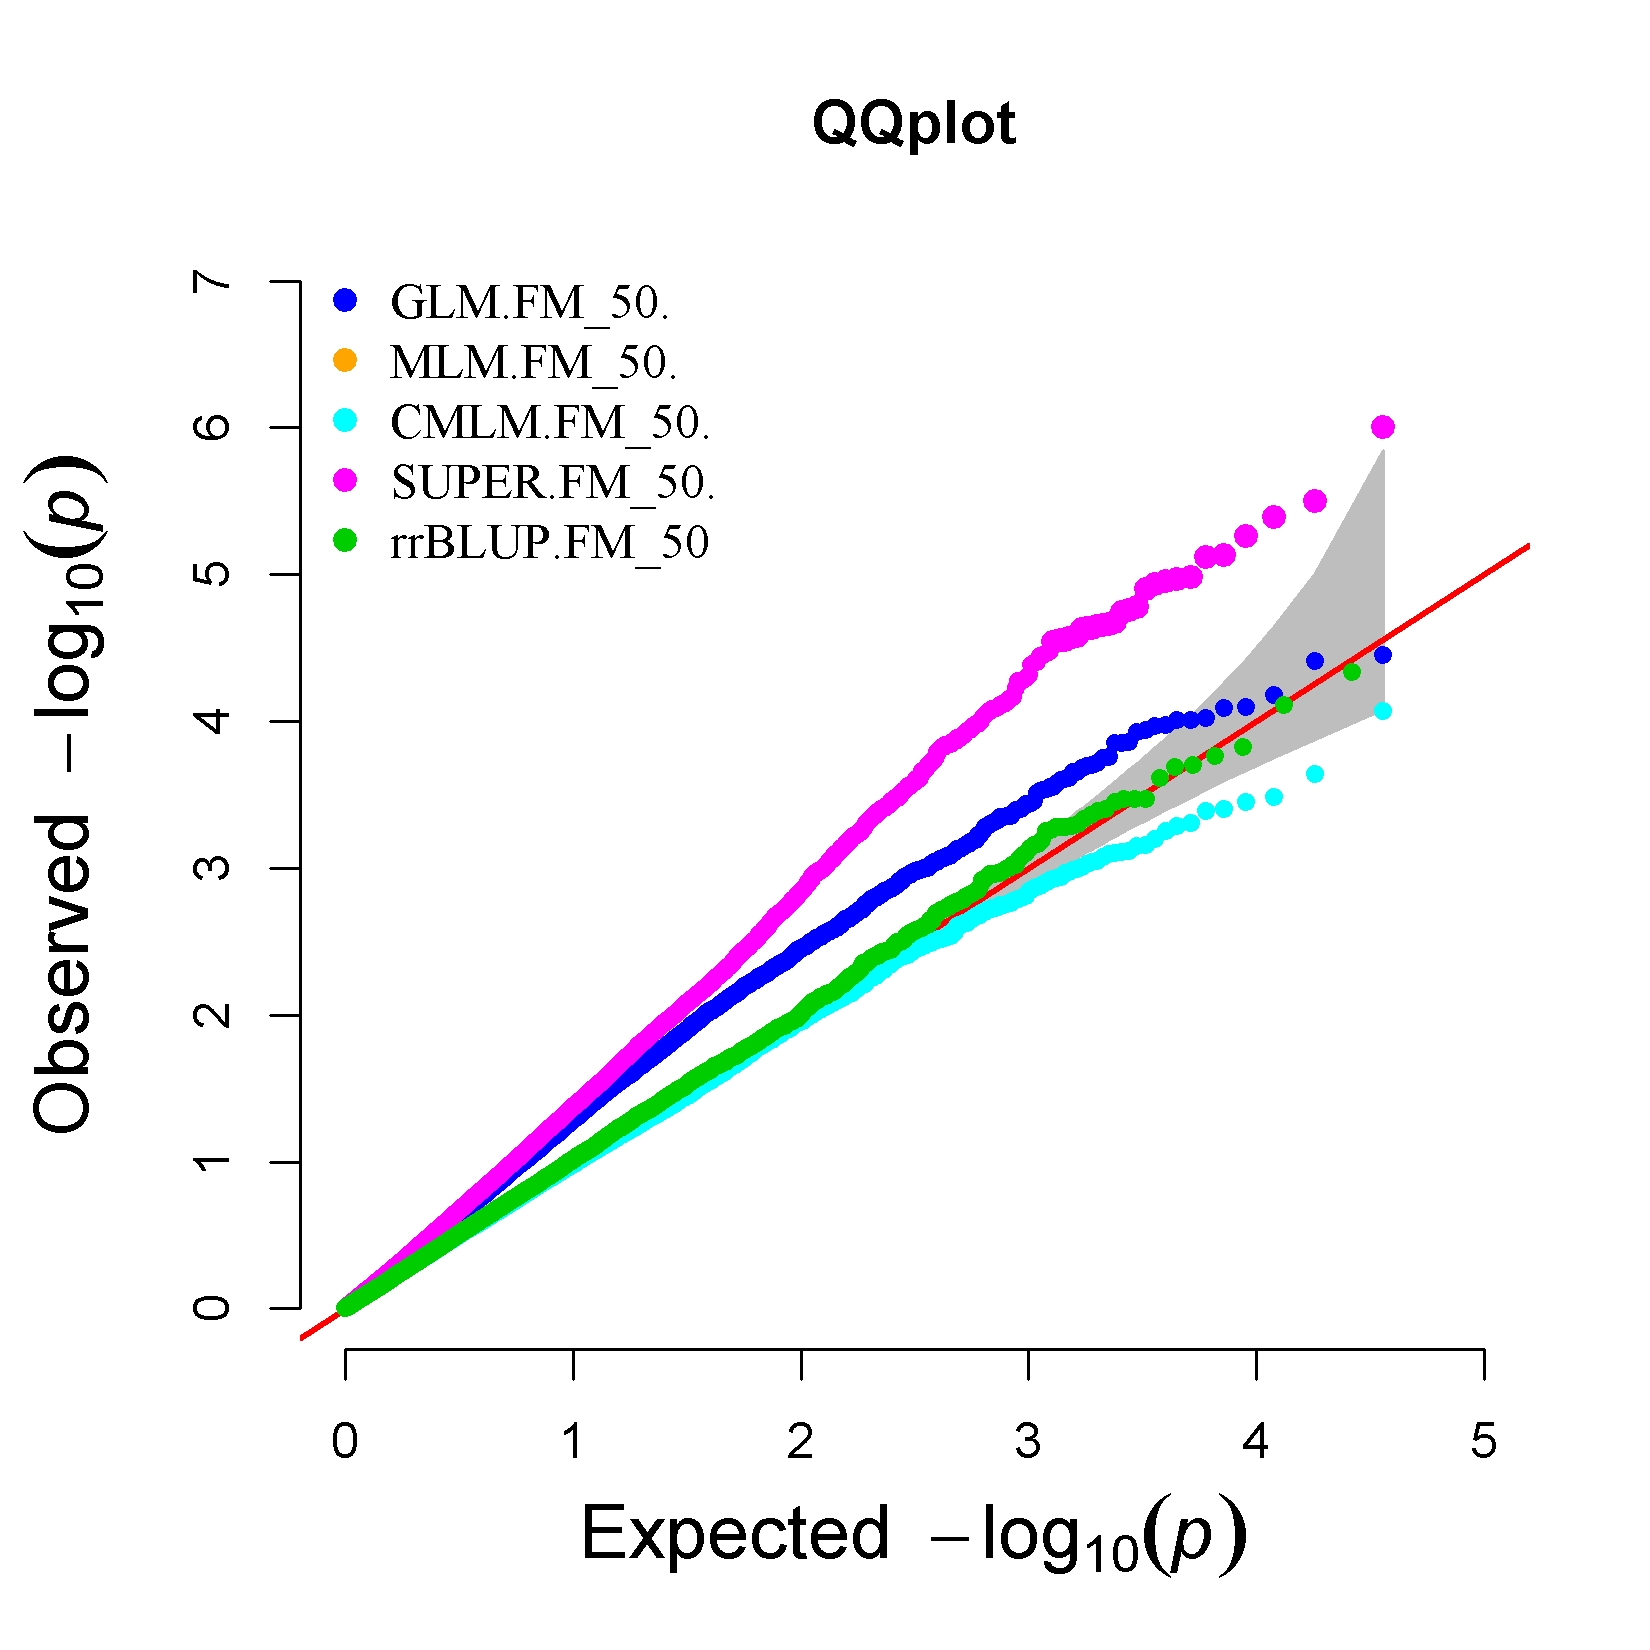 QQplot
7
6
5
4
3
2
1
0
GLM.FM_50.
MLM.FM_50.
CMLM.FM_50.
SUPER.FM_50.
rrBLUP.FM_50
Observed −log10(p)
0 1 2 3 4 5
Expected −log10(p)